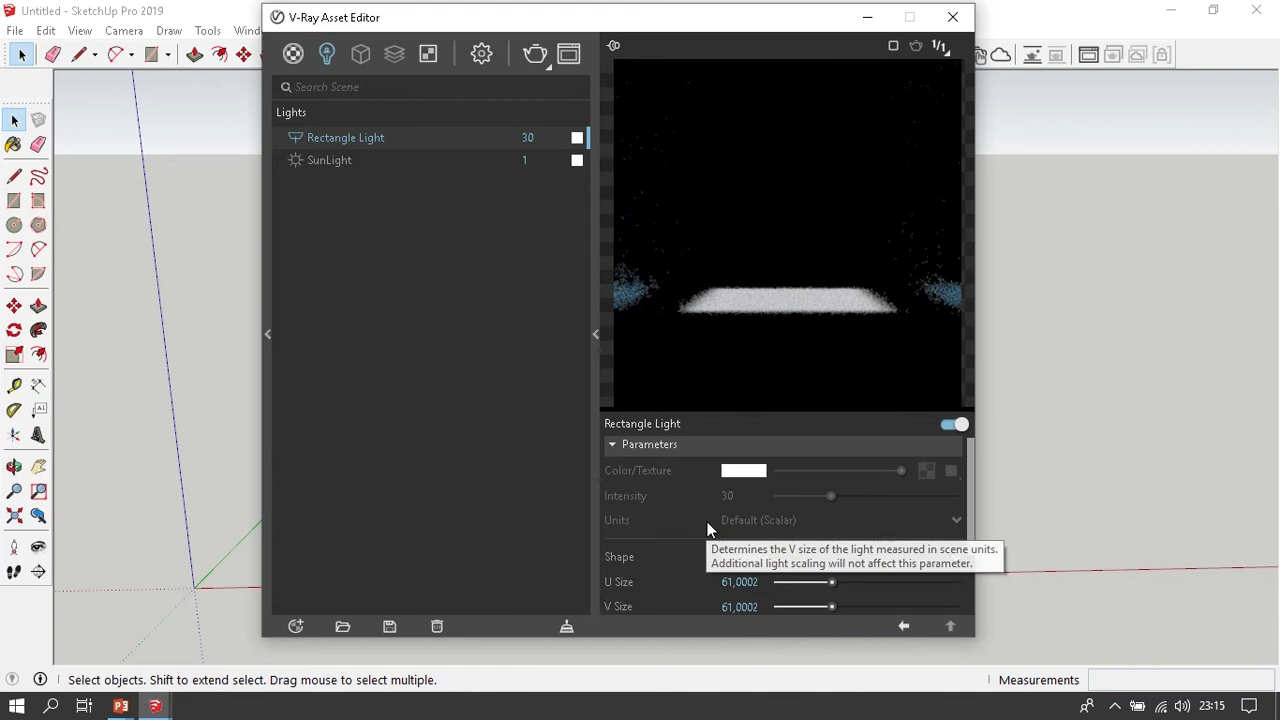 Untitled - SketchUp Pro 2019
V-Ray Asset Editor
File Edit View Camera Draw Tools Wind
Search Scene
1/1
Lights
Rectangle Light 30
SunLight 1
A1
Rectangle Light
Parameters
Color/Texture
Intensity 30
Units Default (Scalar)
Determines the V size of the light measured in scene units.
Additional light scaling will not affect this parameter.
Shape
U Size 61,0002
V Size 61,0002
Select objects. Shift to extend select. Drag mouse to select multiple.
Measurements
23:15